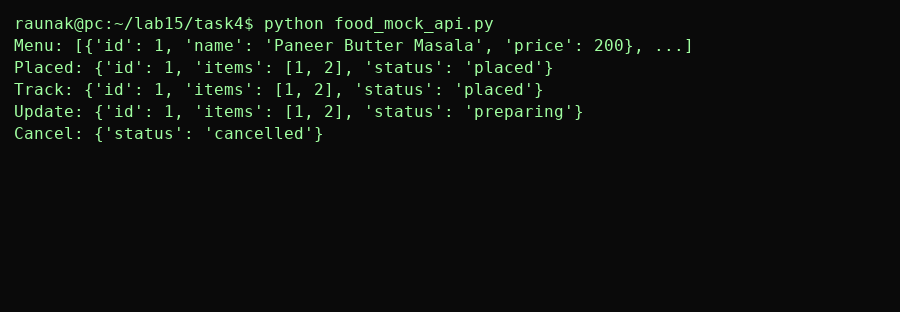 raunak@pc:~/lab15/task4$ python food_mock_api.py
Menu: [{'id': 1, 'name': 'Paneer Butter Masala', 'price': 200}, ...]
Placed: {'id': 1, 'items': [1, 2], 'status': 'placed'}
Track: {'id': 1, 'items': [1, 2], 'status': 'placed'}
Update: {'id': 1, 'items': [1, 2], 'status': 'preparing'}
Cancel: {'status': 'cancelled'}